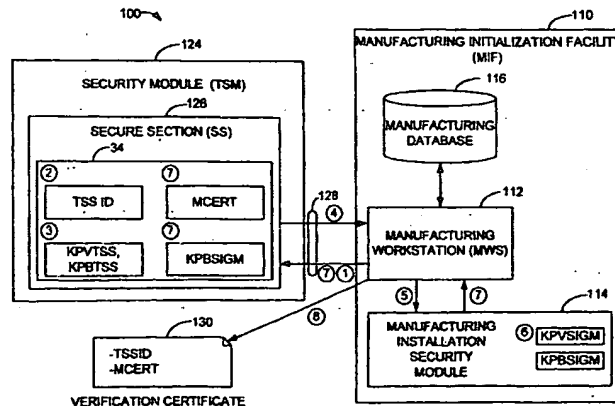 100
124
SECURITY MODULE (TSM)
126
SECURE SECTION (SS)
34
② ⑦
TSS ID MCERT
③ ⑦
KPVTSS,
KPBTSS
KPBSIGM
128
④
⑦ ①
⑧
130
-TSSID
-MCERT
VERIFICATION CERTIFICATE
110
MANUFACTURING INITIALIZATION FACILITY
(MIF)
116
MANUFACTURING
DATABASE
112
MANUFACTURING
WORKSTATION (MWS)
⑤ ⑦
114
MANUFACTURING
INSTALLATION
SECURITY
MODULE
⑥ KPVSIGM
KPBSIGM